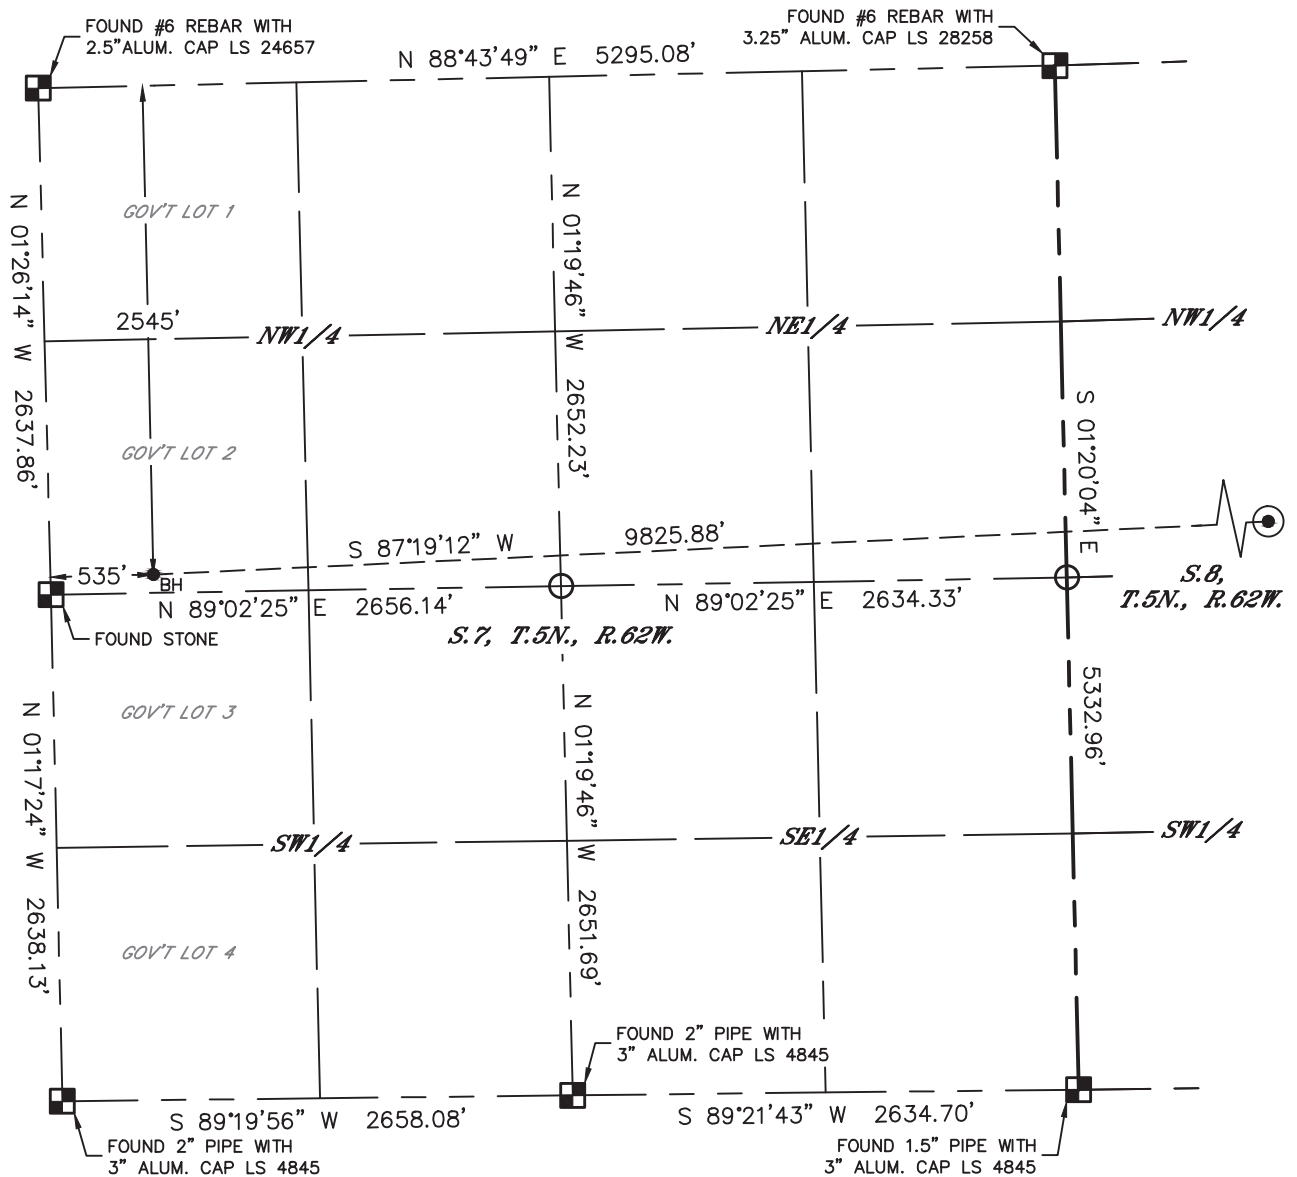 FOUND #6 REBAR WITH
2.5"ALUM. CAP LS 24657
FOUND #6 REBAR WITH
3.25" ALUM. CAP LS 28258
N 88°43'49" E 5295.08'
N 01°26'14" W 2637.86'
GOV'T LOT 1
N 01°19'46" W 2652.23'
2545'
NW1/4
NE1/4
NW1/4
S 01°20'04" E
GOV'T LOT 2
S 87°19'12" W 9825.88'
535'
BH
N 89°02'25" E 2656.14'
N 89°02'25" E 2634.33'
S.8,
T.5N., R.62W.
FOUND STONE
S.7, T.5N., R.62W.
5332.96'
N 01°17'24" W 2638.13'
GOV'T LOT 3
N 01°19'46" W 2651.69'
SW1/4
SE1/4
SW1/4
GOV'T LOT 4
FOUND 2" PIPE WITH
3" ALUM. CAP LS 4845
S 89°19'56" W 2658.08'
S 89°21'43" W 2634.70'
FOUND 2" PIPE WITH
3" ALUM. CAP LS 4845
FOUND 1.5" PIPE WITH
3" ALUM. CAP LS 4845